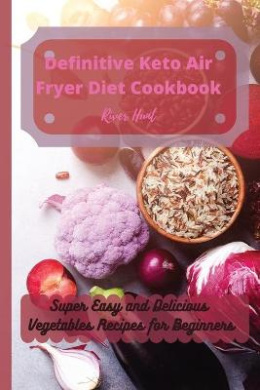 Definitive Keto Air
Fryer Diet Cookbook
River Hunt
Super Easy and Delicious
Vegetables Recipes for Beginners